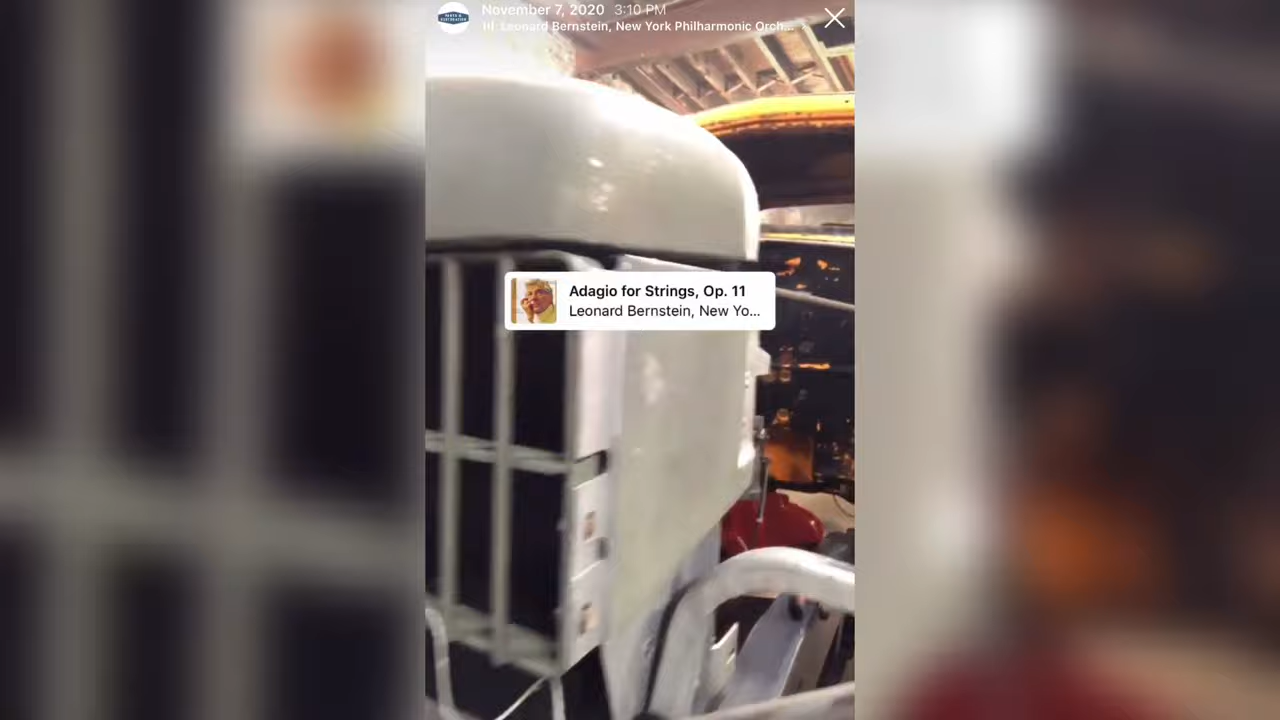 November 7, 2020 3:10 PM
Leonard Bernstein, New York Philharmonic Orch...
Adagio for Strings, Op. 11
Leonard Bernstein, New Yo...